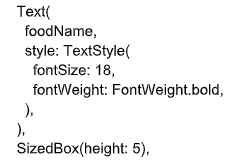 Text(
  foodName,
  style: TextStyle(
    fontSize: 18,
    fontWeight: FontWeight.bold,
  ),
),
SizedBox(height: 5),